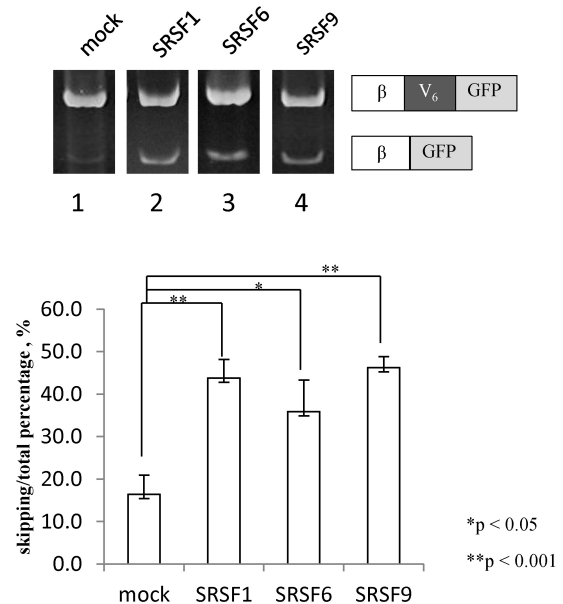 mock SRSF1 SRSF6 SRSF9
β V₆ GFP
β GFP
1 2 3 4
skipping/total percentage , %
60.0
50.0
40.0
30.0
20.0
10.0
0.0
**
*
**
mock SRSF1 SRSF6 SRSF9
*p < 0.05
**p < 0.001